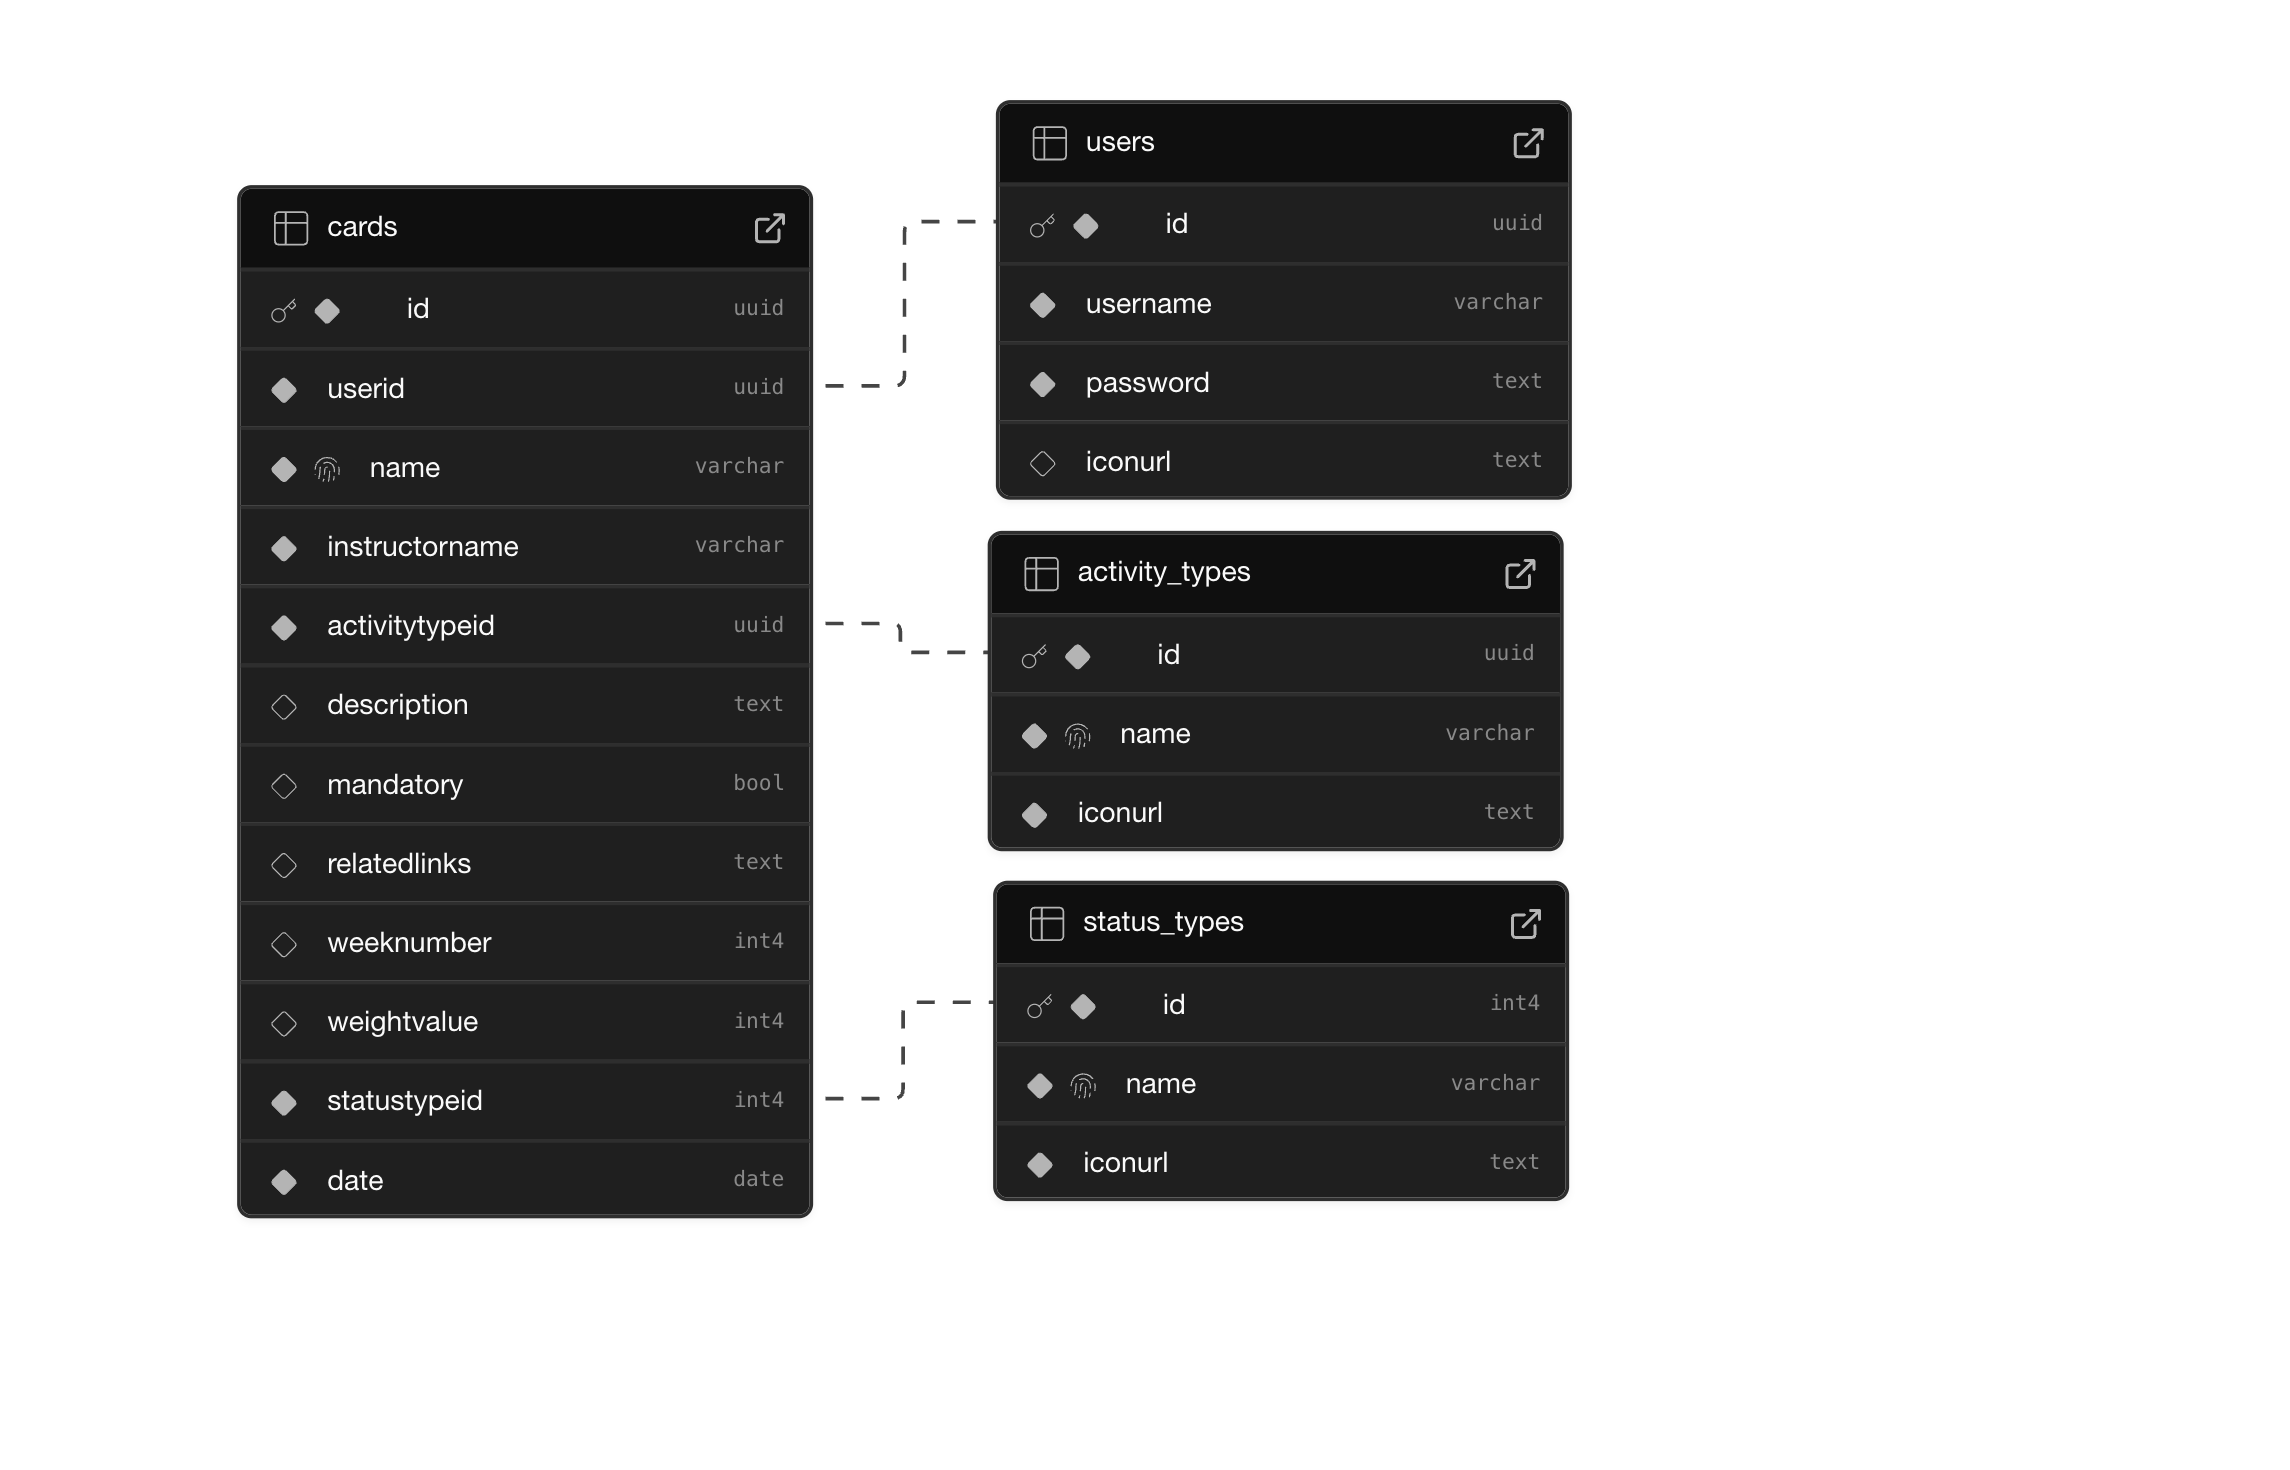 cards
id uuid
userid uuid
name varchar
instructorname varchar
activitytypeid uuid
description text
mandatory bool
relatedlinks text
weeknumber int4
weightvalue int4
statustypeid int4
date date
users
id uuid
username varchar
password text
iconurl text
activity_types
id uuid
name varchar
iconurl text
status_types
id int4
name varchar
iconurl text